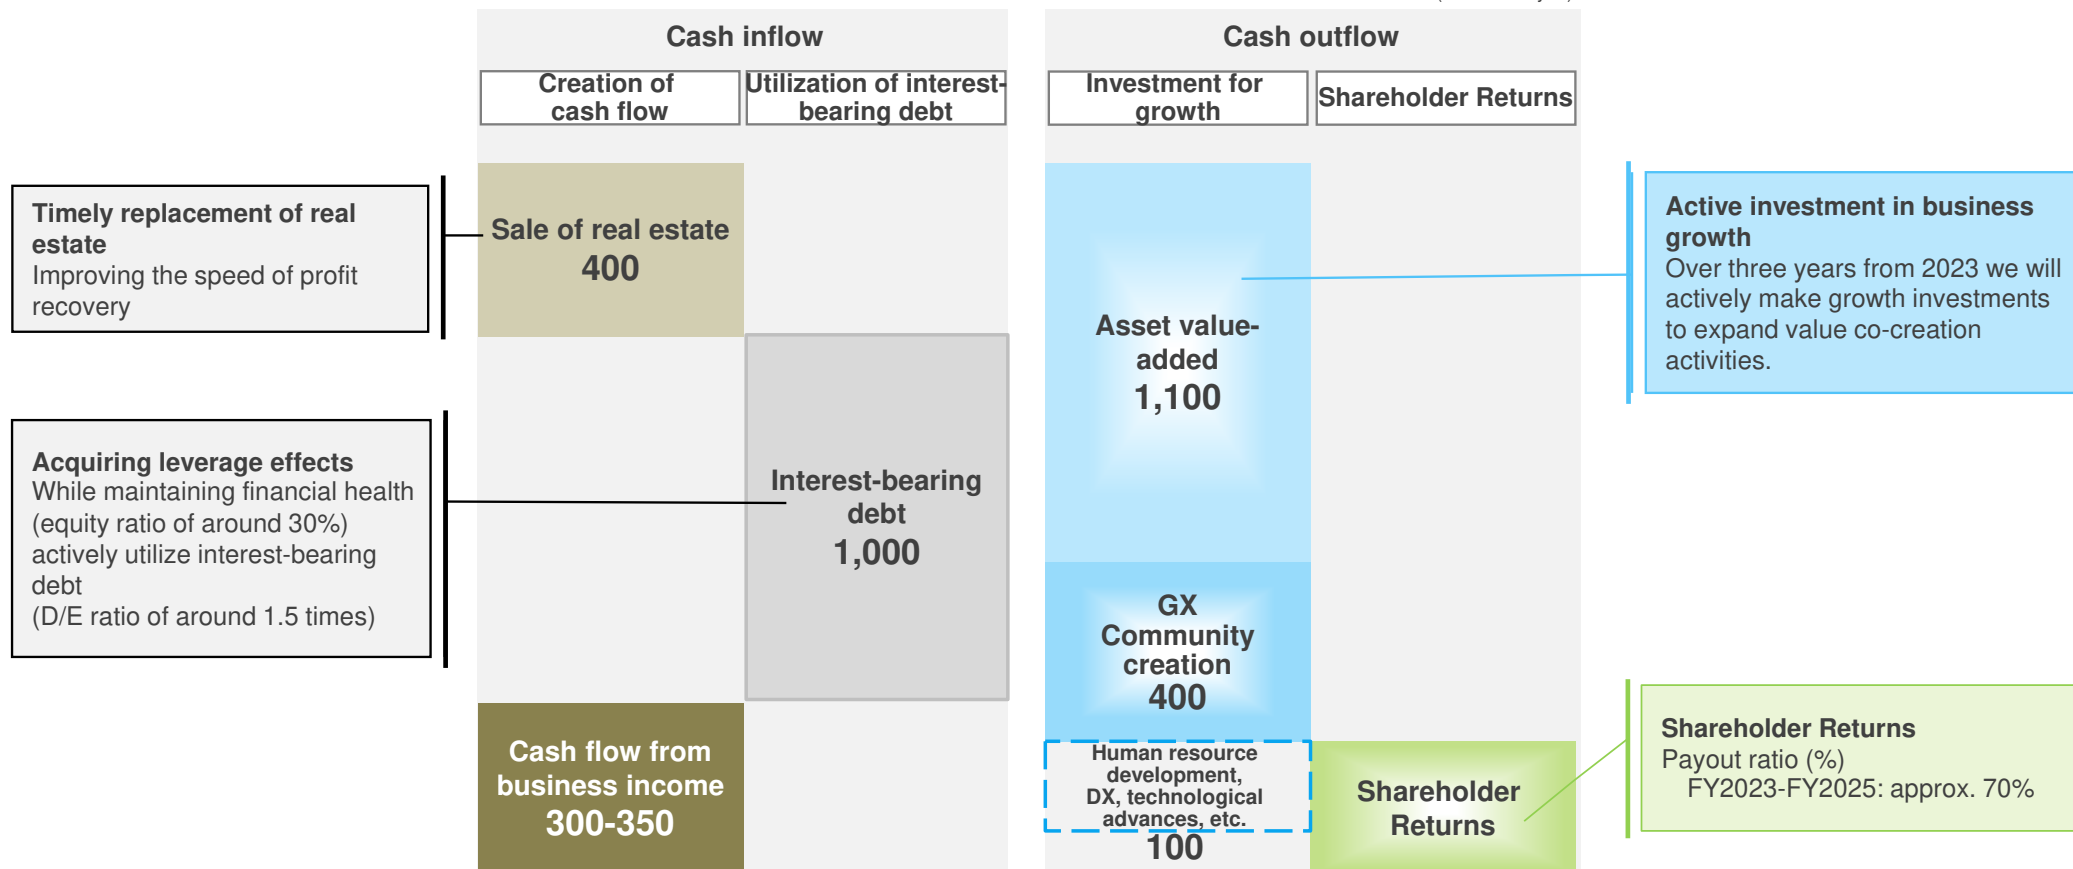 Cash inflow
Creation of
cash flow
Utilization of interest-
bearing debt
Cash outflow
Investment for
growth
Shareholder Returns
Timely replacement of real
estate
Improving the speed of profit
recovery
Sale of real estate
400
Acquiring leverage effects
While maintaining financial health
(equity ratio of around 30%)
actively utilize interest-bearing
debt
(D/E ratio of around 1.5 times)
Interest-bearing
debt
1,000
Cash flow from
business income
300-350
Asset value-
added
1,100
GX
Community
creation
400
Human resource
development,
DX, technological
advances, etc.
100
Shareholder
Returns
Active investment in business
growth
Over three years from 2023 we will
actively make growth investments
to expand value co-creation
activities.
Shareholder Returns
Payout ratio (%)
FY2023-FY2025: approx. 70%